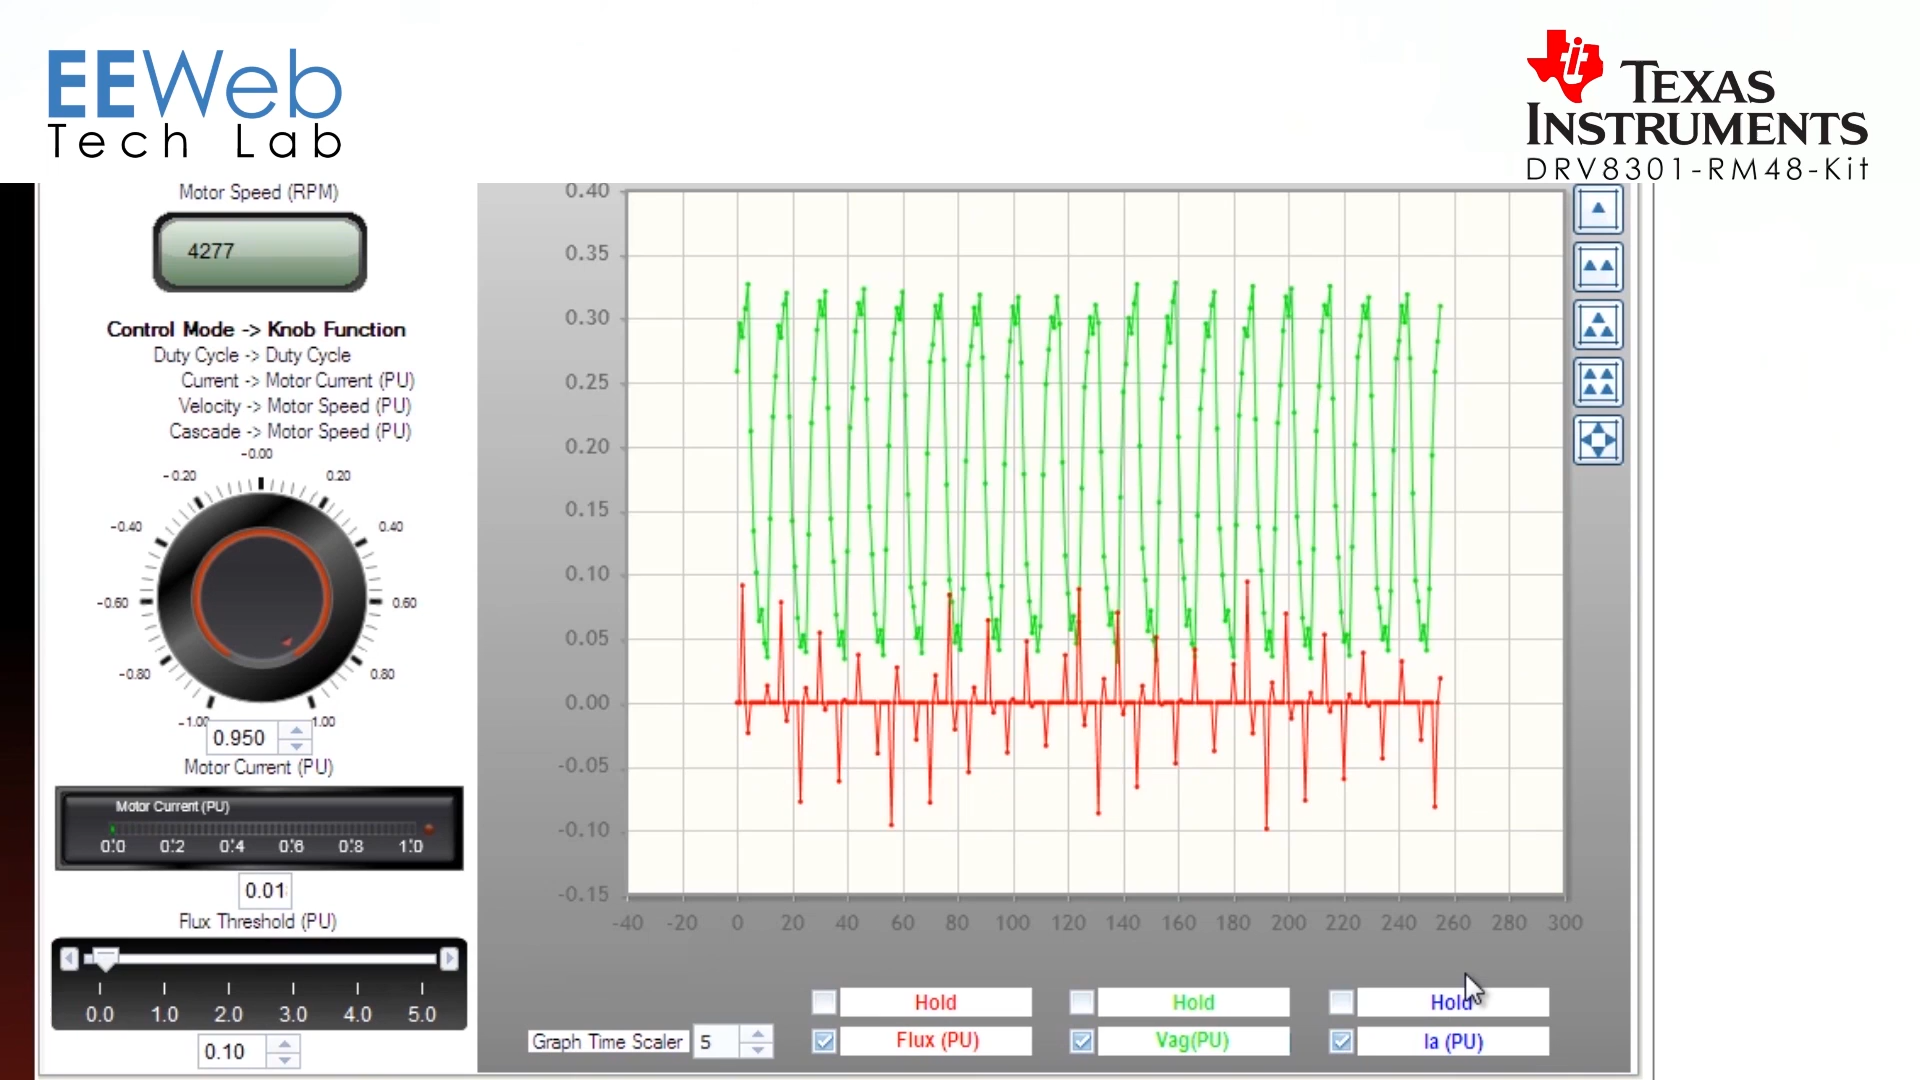 EEWeb
Tech Lab
TEXAS
INSTRUMENTS
DRV8301-RM48-Kit
Motor Speed (RPM)
4277
Control Mode -> Knob Function
Duty Cycle -> Duty Cycle
Current -> Motor Current (PU)
Velocity -> Motor Speed (PU)
Cascade -> Motor Speed (PU)
-0.00
-0.20 0.20
-0.40 0.40
-0.60 0.60
-0.80 0.80
-1.00 1.00
0.950
Motor Current (PU)
Motor Current (PU)
0.0 0.2 0.4 0.6 0.8 1.0
0.01
Flux Threshold (PU)
0.0 1.0 2.0 3.0 4.0 5.0
0.10
0.40
0.35
0.30
0.25
0.20
0.15
0.10
0.05
0.00
-0.05
-0.10
-0.15
-40 -20 0 20 40 60 80 100 120 140 160 180 200 220 240 260 280 300
Hold Hold Hold
Graph Time Scaler 5 Flux (PU) Vag(PU) Ia (PU)